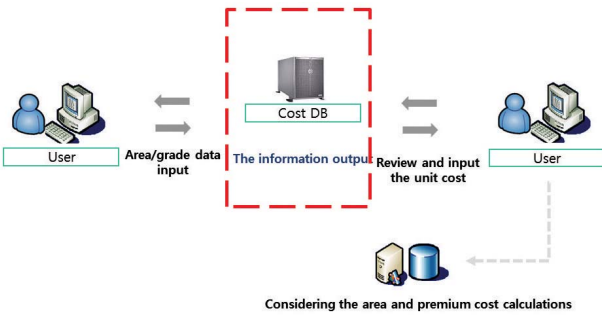 Cost DB
User
Area/grade data
input
The information output
Review and input
the unit cost
User
Considering the area and premium cost calculations